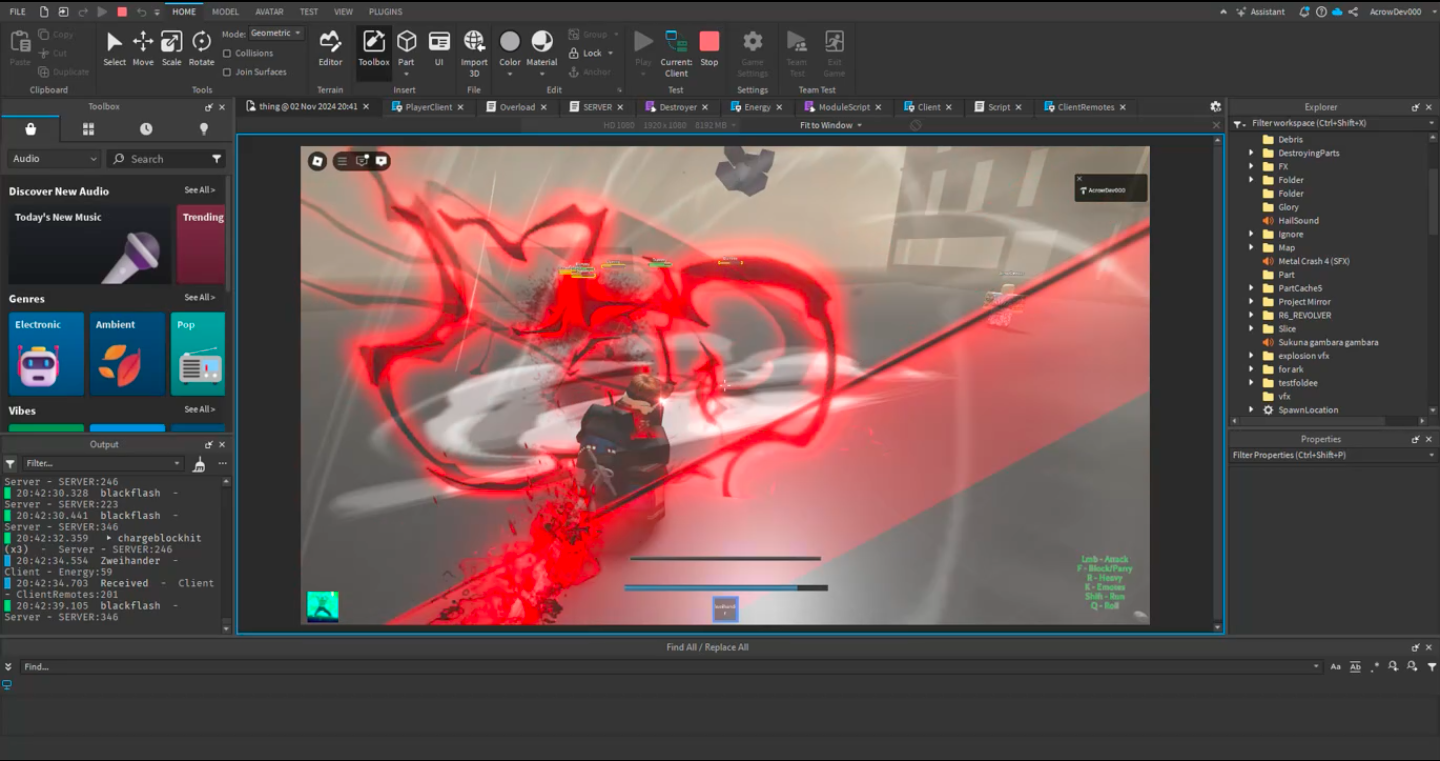 FILE HOME MODEL AVATAR TEST VIEW PLUGINS Assistant AcrowDev000
Mode: Geometric
Copy
Cut
Duplicate
Collisions
Join Surfaces
Paste Select Move Scale Rotate Editor Toolbox Part UI Import 3D Color Material Group Lock Anchor Play Current: Client Stop Game Settings Team Test Exit Game
Clipboard Tools Terrain Insert File Edit Test Settings Team Test
Toolbox
thing @ 02 Nov 2024 20:41 PlayerClient Overload SERVER Destroyer Energy ModuleScript Client Script ClientRemotes
HD 1080 - 1920 x 1080 8192 MB Fit to Window
Audio Search
Discover New Audio See All >
Today's New Music Trending
Genres See All >
Electronic Ambient Pop
Vibes See All >
Output
Filter...
Server - SERVER:246
20:42:30.328 blackflash -
Server - SERVER:223
20:42:30.441 blackflash -
Server - SERVER:346
20:42:32.359 ▸ chargeblockhit
(x3) - Server - SERVER:246
20:42:34.554 Zweihander -
Client - Energy:59
20:42:34.703 Received - Client
- ClientRemotes:201
20:42:39.105 blackflash -
Server - SERVER:346
AcrowDev000
Lmb - Attack
F - Block/Parry
R - Heavy
K - Emotes
Shift - Run
Q - Roll
Explorer
Filter workspace (Ctrl+Shift+X)
Debris
DestroyingParts
FX
Folder
Folder
Glory
HailSound
Ignore
Map
Metal Crash 4 (SFX)
Part
PartCache5
Project Mirror
R6_REVOLVER
Slice
Sukuna gambara gambara
explosion vfx
for ark
testfoldee
vfx
SpawnLocation
Properties
Filter Properties (Ctrl+Shift+P)
Find All / Replace All
Find...
Aa Ab .*